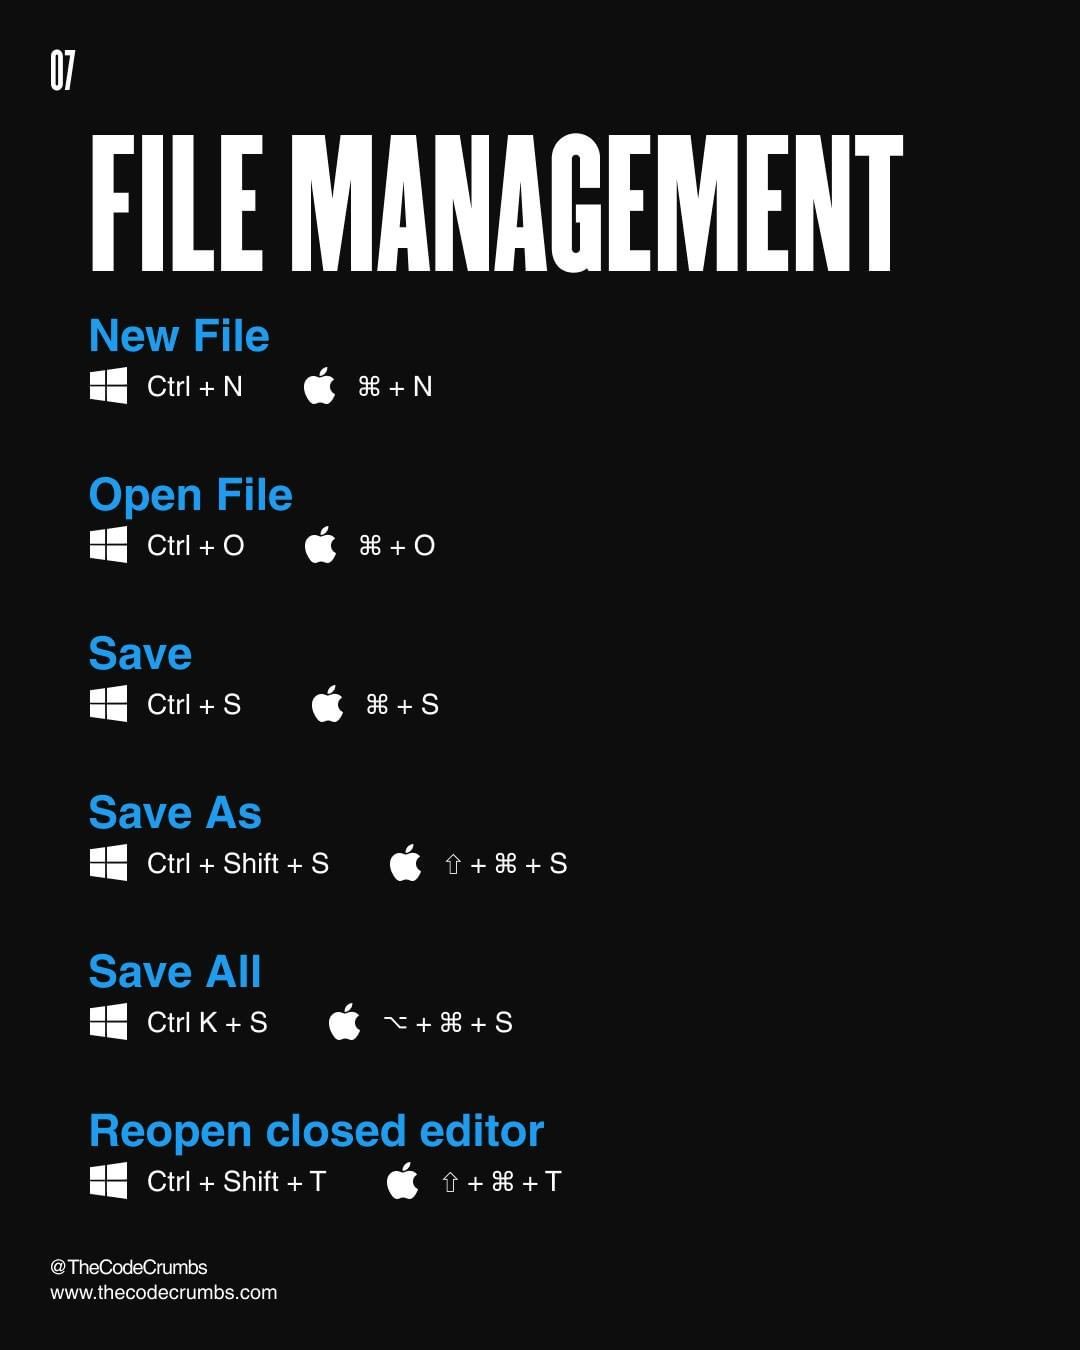 07
FILE MANAGEMENT
New File
Ctrl + N ⌘ + N
Open File
Ctrl + O ⌘ + O
Save
Ctrl + S ⌘ + S
Save As
Ctrl + Shift + S ⇧ + ⌘ + S
Save All
Ctrl K + S ⌥ + ⌘ + S
Reopen closed editor
Ctrl + Shift + T ⇧ + ⌘ + T
@TheCodeCrumbs
www.thecodecrumbs.com